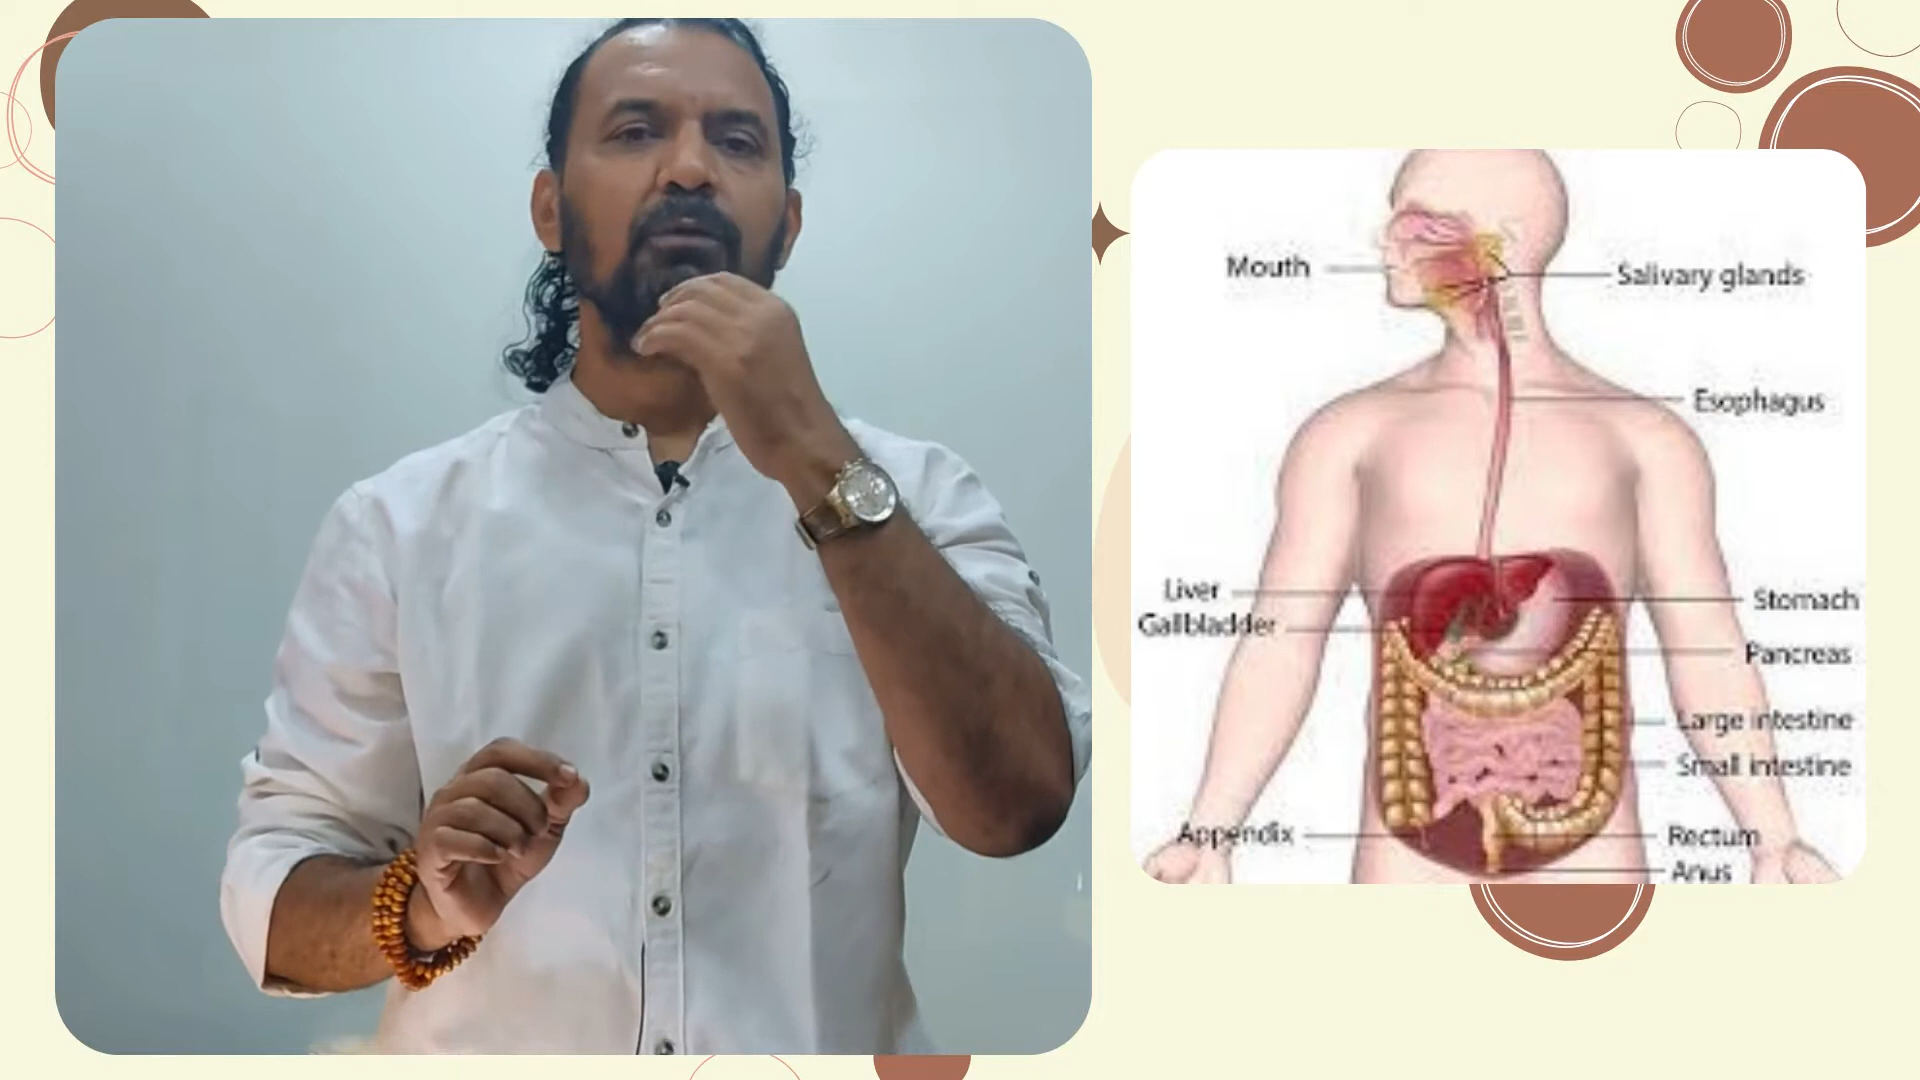 Mouth
Salivary glands
Esophagus
Liver
Stomach
Gallbladder
Pancreas
Large intestine
Small intestine
Appendix
Rectum
Anus